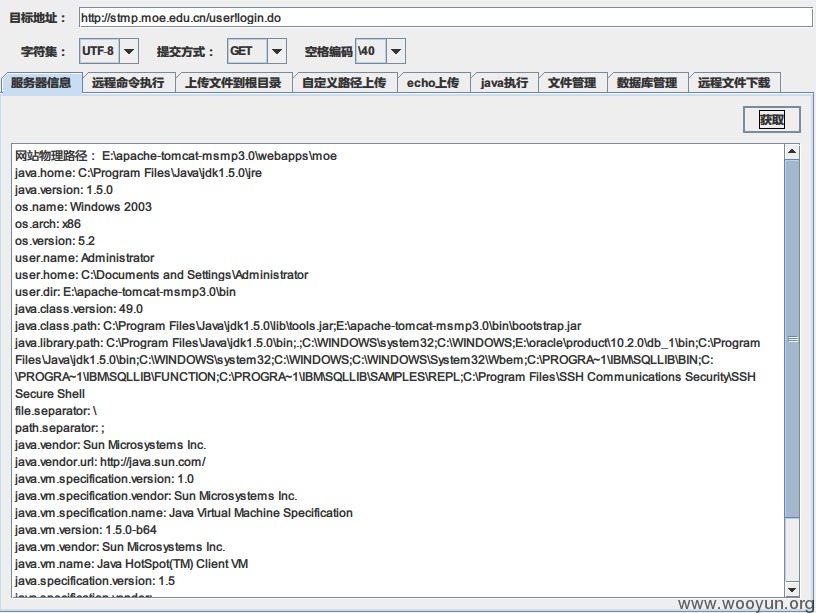 目标地址： http://stmp.moe.edu.cn/user!login.do
字符集： UTF-8 提交方式： GET 空格编码 \40
服务器信息 远程命令执行 上传文件到根目录 自定义路径上传 echo上传 java执行 文件管理 数据库管理 远程文件下载
获取
网站物理路径： E:\apache-tomcat-msmp3.0\webapps\moe
java.home: C:\Program Files\Java\jdk1.5.0\jre
java.version: 1.5.0
os.name: Windows 2003
os.arch: x86
os.version: 5.2
user.name: Administrator
user.home: C:\Documents and Settings\Administrator
user.dir: E:\apache-tomcat-msmp3.0\bin
java.class.version: 49.0
java.class.path: C:\Program Files\Java\jdk1.5.0\lib\tools.jar;E:\apache-tomcat-msmp3.0\bin\bootstrap.jar
java.library.path: C:\Program Files\Java\jdk1.5.0\bin;.;C:\WINDOWS\system32;C:\WINDOWS;E:\oracle\product\10.2.0\db_1\bin;C:\Program
Files\Java\jdk1.5.0\bin;C:\WINDOWS\system32;C:\WINDOWS;C:\WINDOWS\System32\Wbem;C:\PROGRA~1\IBM\SQLLIB\BIN;C:
\PROGRA~1\IBM\SQLLIB\FUNCTION;C:\PROGRA~1\IBM\SQLLIB\SAMPLES\REPL;C:\Program Files\SSH Communications Security\SSH
Secure Shell
file.separator: \
path.separator: ;
java.vendor: Sun Microsystems Inc.
java.vendor.url: http://java.sun.com/
java.vm.specification.version: 1.0
java.vm.specification.vendor: Sun Microsystems Inc.
java.vm.specification.name: Java Virtual Machine Specification
java.vm.version: 1.5.0-b64
java.vm.vendor: Sun Microsystems Inc.
java.vm.name: Java HotSpot(TM) Client VM
java.specification.version: 1.5
java.specification.vendor:
www.wooyun.org